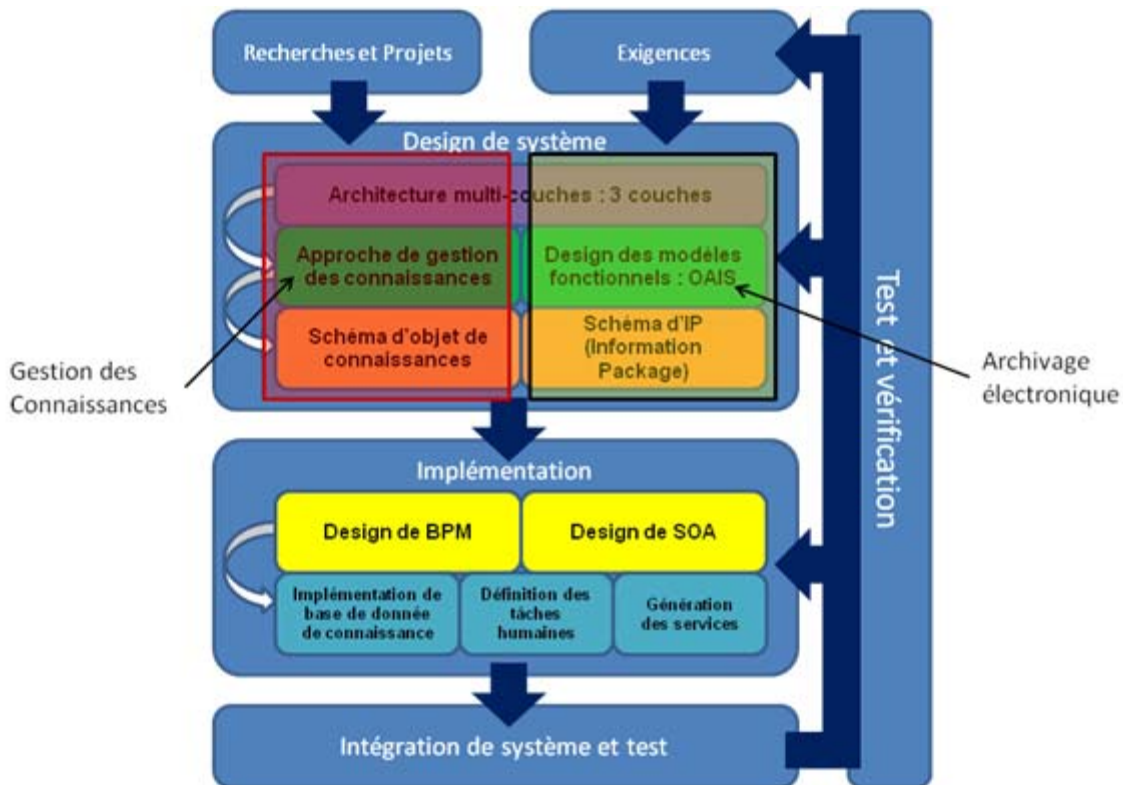 Recherches et Projets
Exigences
Design de système
Architecture multi-couches : 3 couches
Approche de gestion
des connaissances
Design des modèles
fonctionnels : OAIS
Schéma d'objet de
connaissances
Schéma d'IP
(Information
Package)
Gestion des
Connaissances
Archivage
électronique
Test et vérification
Implémentation
Design de BPM
Design de SOA
Implémentation de
base de donnée
de connaissance
Définition des
tâches
humaines
Génération
des services
Intégration de système et test